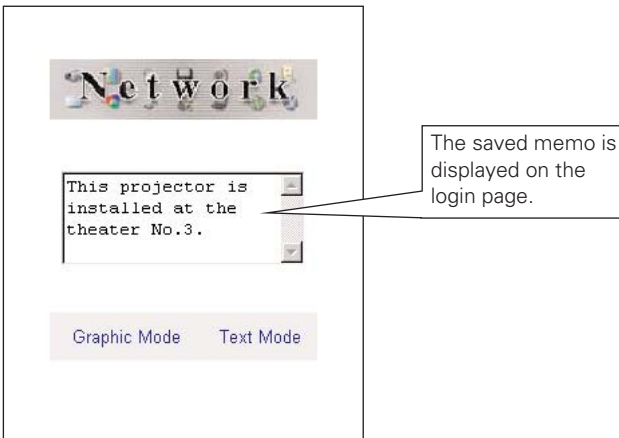 Network
This projector is
installed at the
theater No.3.
The saved memo is
displayed on the
login page.
Graphic Mode Text Mode